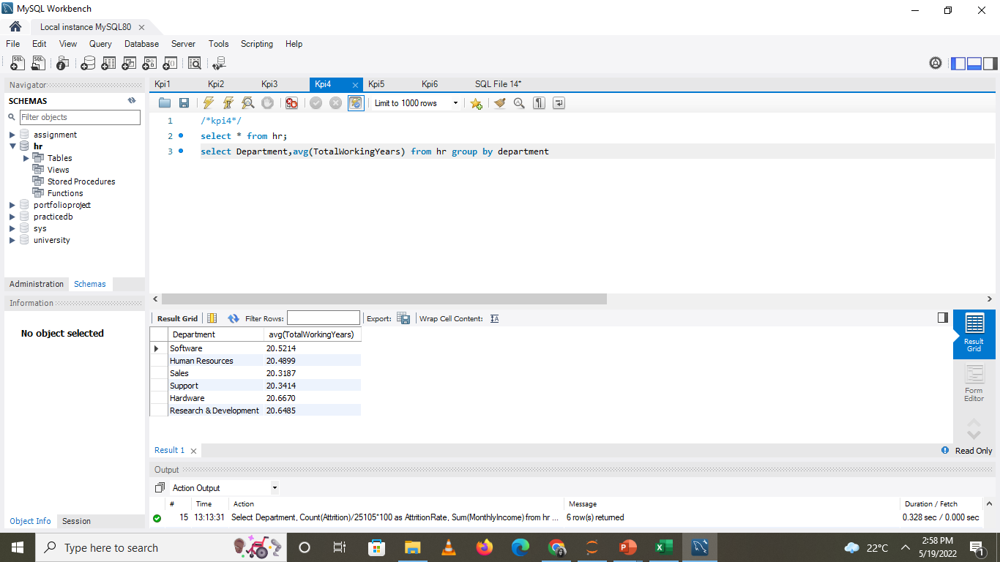 MySQL Workbench
Local instance MySQL80
File Edit View Query Database Server Tools Scripting Help
Navigator
SCHEMAS
Filter objects
assignment
hr
Tables
Views
Stored Procedures
Functions
portfolioproject
practicedb
sys
university
Administration Schemas
Information
No object selected
Object Info Session
Kpi1 Kpi2 Kpi3 Kpi4 Kpi5 Kpi6 SQL File 14*
Limit to 1000 rows
1 /*kpi4*/
2 select * from hr;
3 select Department,avg(TotalWorkingYears) from hr group by department
Result Grid Filter Rows: Export: Wrap Cell Content:
Department avg(TotalWorkingYears)
Software 20.5214
Human Resources 20.4899
Sales 20.3187
Support 20.3414
Hardware 20.6670
Research & Development 20.6485
Result
Grid
Form
Editor
Result 1 Read Only
Output
Action Output
# Time Action Message Duration / Fetch
15 13:13:31 Select Department, Count(Attrition)/25105*100 as AttritionRate, Sum(MonthlyIncome) from hr ... 6 row(s) returned 0.328 sec / 0.000 sec
Type here to search
22°C
2:58 PM
5/19/2022
1